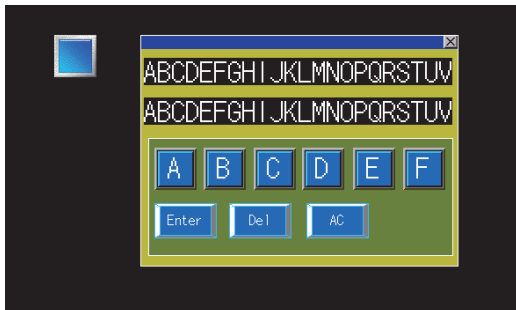 ABCDEFGHIJKLMNOPQRSTUV
ABCDEFGHIJKLMNOPQRSTUV
A B C D E F
Enter Del AC